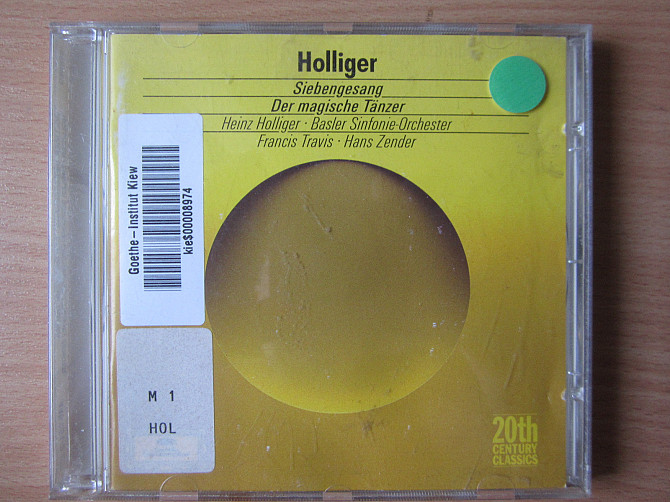 Holliger
Siebengesang
Der magische Tänzer
Heinz Holliger · Basler Sinfonie-Orchester
Francis Travis · Hans Zender
Goethe-Institut Kiew
kie$00008974
M 1
HOL
20th
CENTURY
CLASSICS